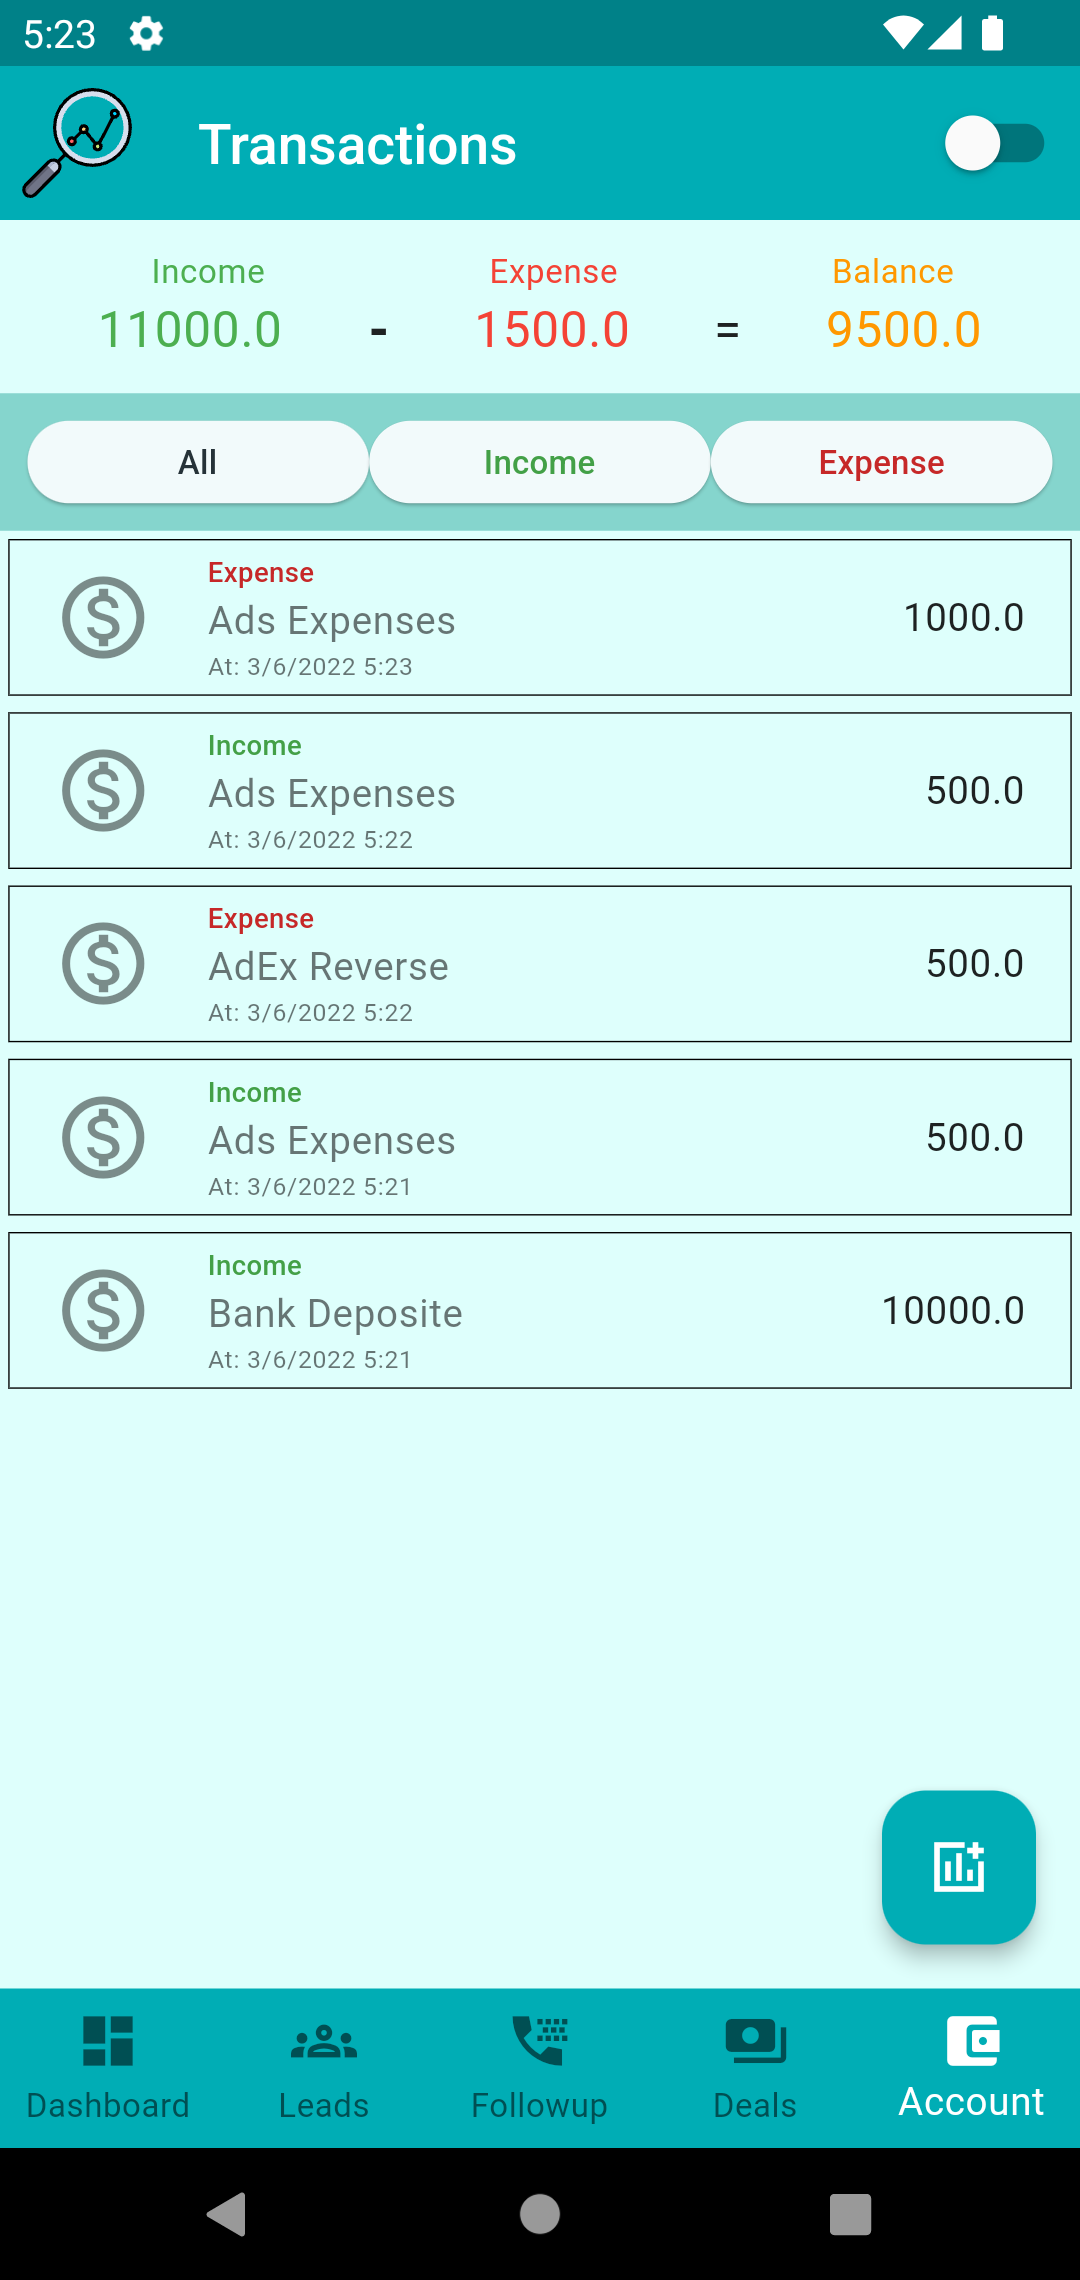 5:23
Transactions
Income Expense Balance
11000.0 - 1500.0 = 9500.0
All Income Expense
Expense
Ads Expenses
1000.0
At: 3/6/2022 5:23
Income
Ads Expenses
500.0
At: 3/6/2022 5:22
Expense
AdEx Reverse
500.0
At: 3/6/2022 5:22
Income
Ads Expenses
500.0
At: 3/6/2022 5:21
Income
Bank Deposite
10000.0
At: 3/6/2022 5:21
Dashboard Leads Followup Deals Account